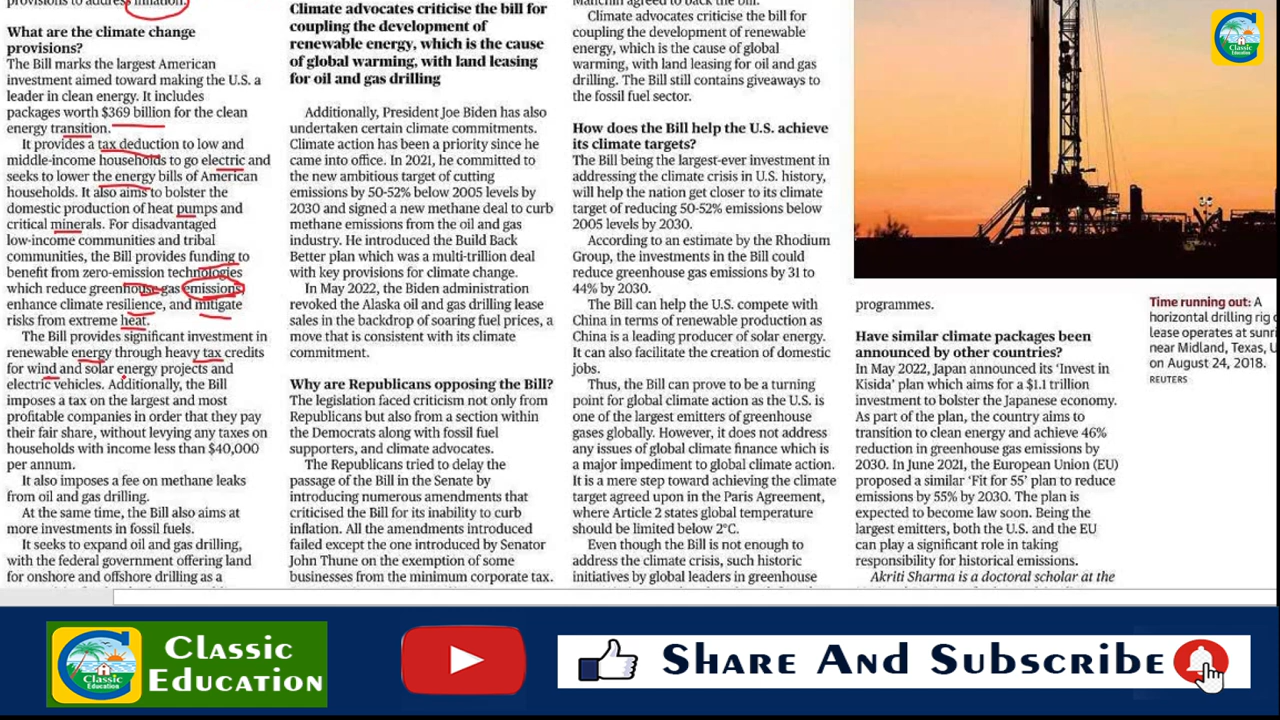 provisions to address inflation.
What are the climate change
provisions?
The Bill marks the largest American
investment aimed toward making the U.S. a
leader in clean energy. It includes
packages worth $369 billion for the clean
energy transition.
It provides a tax deduction to low and
middle-income households to go electric and
seeks to lower the energy bills of American
households. It also aims to bolster the
domestic production of heat pumps and
critical minerals. For disadvantaged
low-income communities and tribal
communities, the Bill provides funding to
benefit from zero-emission technologies
which reduce greenhouse gas emissions,
enhance climate resilience, and mitigate
risks from extreme heat.
The Bill provides significant investment in
renewable energy through heavy tax credits
for wind and solar energy projects and
electric vehicles. Additionally, the Bill
imposes a tax on the largest and most
profitable companies in order that they pay
their fair share, without levying any taxes on
households with income less than $40,000
per annum.
It also imposes a fee on methane leaks
from oil and gas drilling.
At the same time, the Bill also aims at
more investments in fossil fuels.
It seeks to expand oil and gas drilling,
with the federal government offering land
for onshore and offshore drilling as a
Climate advocates criticise the bill for
coupling the development of
renewable energy, which is the cause
of global warming, with land leasing
for oil and gas drilling
Additionally, President Joe Biden has also
undertaken certain climate commitments.
Climate action has been a priority since he
came into office. In 2021, he committed to
the new ambitious target of cutting
emissions by 50-52% below 2005 levels by
2030 and signed a new methane deal to curb
methane emissions from the oil and gas
industry. He introduced the Build Back
Better plan which was a multi-trillion deal
with key provisions for climate change.
In May 2022, the Biden administration
revoked the Alaska oil and gas drilling lease
sales in the backdrop of soaring fuel prices, a
move that is consistent with its climate
commitment.
Why are Republicans opposing the Bill?
The legislation faced criticism not only from
Republicans but also from a section within
the Democrats along with fossil fuel
supporters, and climate advocates.
The Republicans tried to delay the
passage of the Bill in the Senate by
introducing numerous amendments that
criticised the Bill for its inability to curb
inflation. All the amendments introduced
failed except the one introduced by Senator
John Thune on the exemption of some
businesses from the minimum corporate tax.
Manchin agreed to back the bill.
Climate advocates criticise the bill for
coupling the development of renewable
energy, which is the cause of global
warming, with land leasing for oil and gas
drilling. The Bill still contains giveaways to
the fossil fuel sector.
How does the Bill help the U.S. achieve
its climate targets?
The Bill being the largest-ever investment in
addressing the climate crisis in U.S. history,
will help the nation get closer to its climate
target of reducing 50-52% emissions below
2005 levels by 2030.
According to an estimate by the Rhodium
Group, the investments in the Bill could
reduce greenhouse gas emissions by 31 to
44% by 2030.
The Bill can help the U.S. compete with
China in terms of renewable production as
China is a leading producer of solar energy.
It can also facilitate the creation of domestic
jobs.
Thus, the Bill can prove to be a turning
point for global climate action as the U.S. is
one of the largest emitters of greenhouse
gases globally. However, it does not address
any issues of global climate finance which is
a major impediment to global climate action.
It is a mere step toward achieving the climate
target agreed upon in the Paris Agreement,
where Article 2 states global temperature
should be limited below 2°C.
Even though the Bill is not enough to
address the climate crisis, such historic
initiatives by global leaders in greenhouse
programmes.
Have similar climate packages been
announced by other countries?
In May 2022, Japan announced its 'Invest in
Kisida' plan which aims for a $1.1 trillion
investment to bolster the Japanese economy.
As part of the plan, the country aims to
transition to clean energy and achieve 46%
reduction in greenhouse gas emissions by
2030. In June 2021, the European Union (EU)
proposed a similar 'Fit for 55' plan to reduce
emissions by 55% by 2030. The plan is
expected to become law soon. Being the
largest emitters, both the U.S. and the EU
can play a significant role in taking
responsibility for historical emissions.
Akriti Sharma is a doctoral scholar at the
Time running out: A
horizontal drilling rig
lease operates at
near Midland, Texas,
on August 24, 2018.
REUTERS
Classic
Education
Classic
Education
Classic
Education
Share And Subscribe